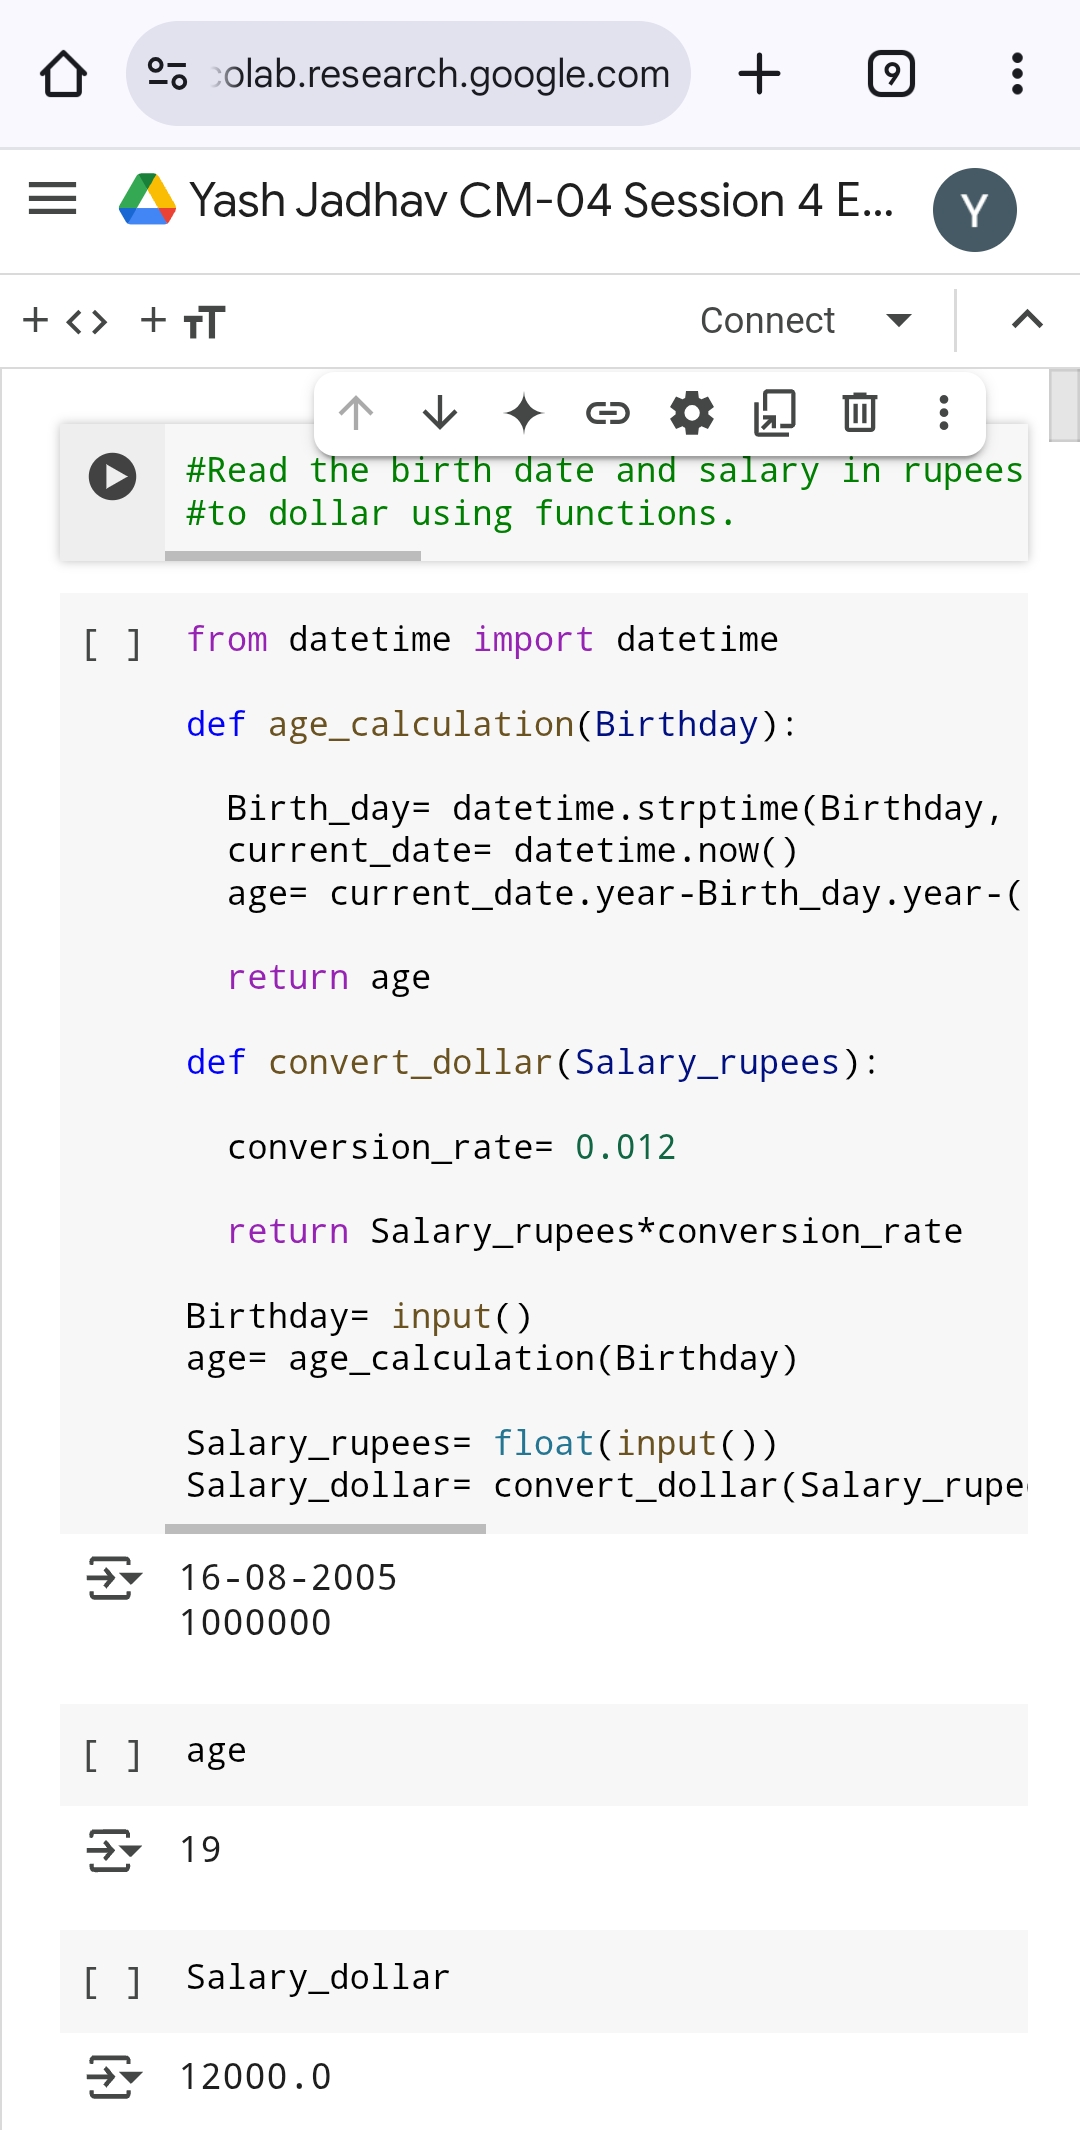 colab.research.google.com
9
Yash Jadhav CM-04 Session 4 E...
Y
+ <> + TT
Connect
#Read the birth date and salary in rupees
#to dollar using functions.
[ ] from datetime import datetime
def age_calculation(Birthday):
Birth_day= datetime.strptime(Birthday,
current_date= datetime.now()
age= current_date.year-Birth_day.year-(
return age
def convert_dollar(Salary_rupees):
conversion_rate= 0.012
return Salary_rupees*conversion_rate
Birthday= input()
age= age_calculation(Birthday)
Salary_rupees= float(input())
Salary_dollar= convert_dollar(Salary_rupe
16-08-2005
1000000
[ ] age
19
[ ] Salary_dollar
12000.0